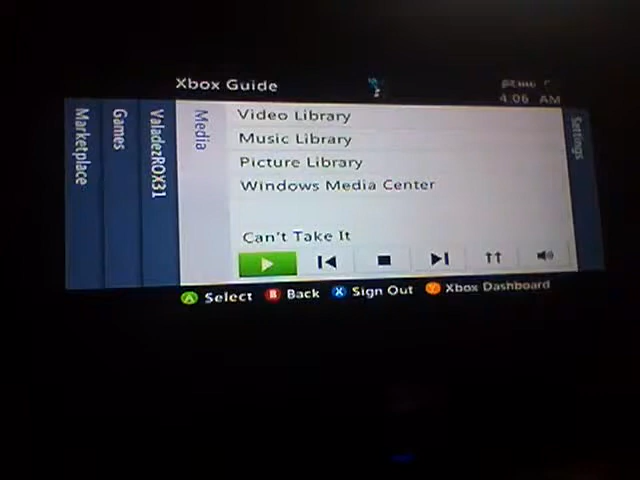 Xbox Guide
4:06 AM
Marketplace
Games
ValadezROX31
Media
Video Library
Music Library
Picture Library
Windows Media Center
Can't Take It
Settings
A Select B Back X Sign Out Y Xbox Dashboard